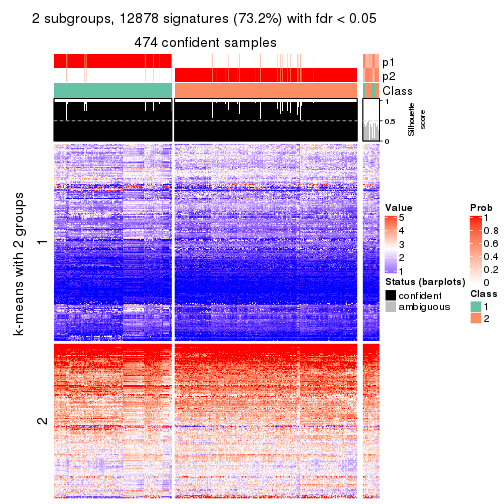 2 subgroups, 12878 signatures (73.2%) with fdr < 0.05
474 confident samples
p1
p2
Class
1
0.5
0
Silhouette
score
k-means with 2 groups
1
2
Value
5
4
3
2
1
Status (barplots)
confident
ambiguous
Prob
1
0.8
0.6
0.4
0.2
0
Class
1
2